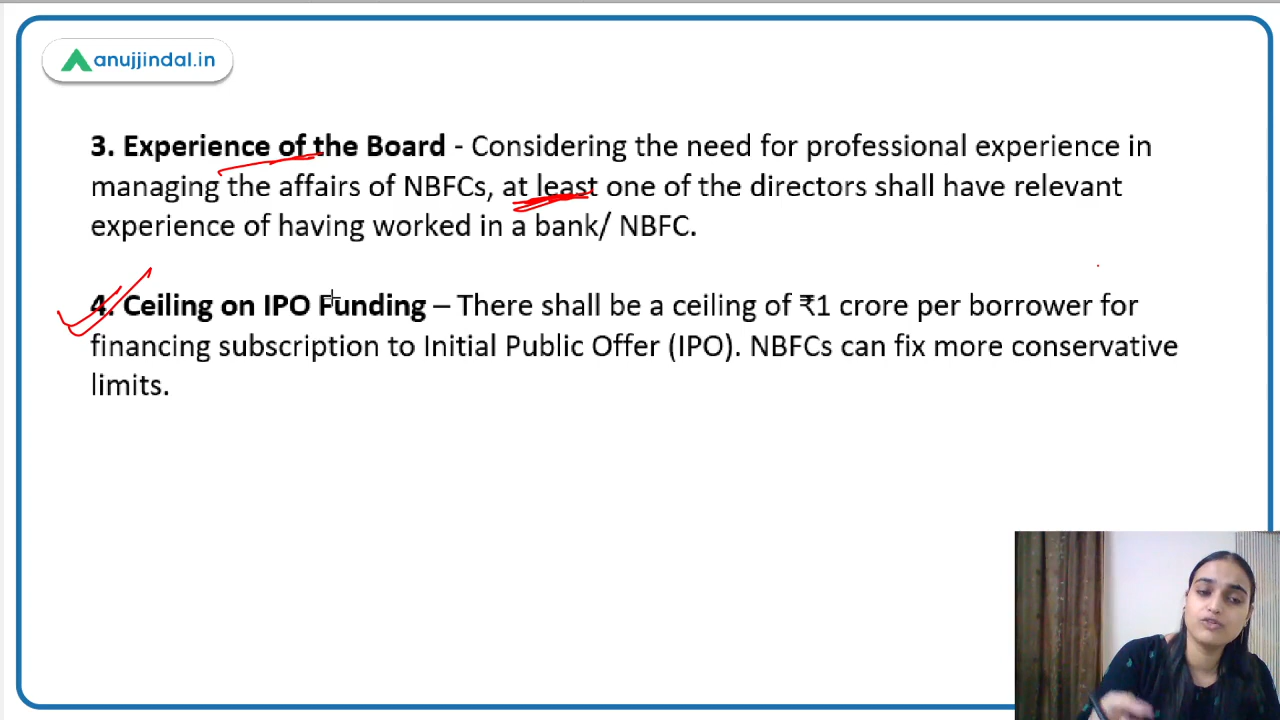 anujjindal.in
3. Experience of the Board - Considering the need for professional experience in
managing the affairs of NBFCs, at least one of the directors shall have relevant
experience of having worked in a bank/ NBFC.
4. Ceiling on IPO Funding – There shall be a ceiling of ₹1 crore per borrower for
financing subscription to Initial Public Offer (IPO). NBFCs can fix more conservative
limits.